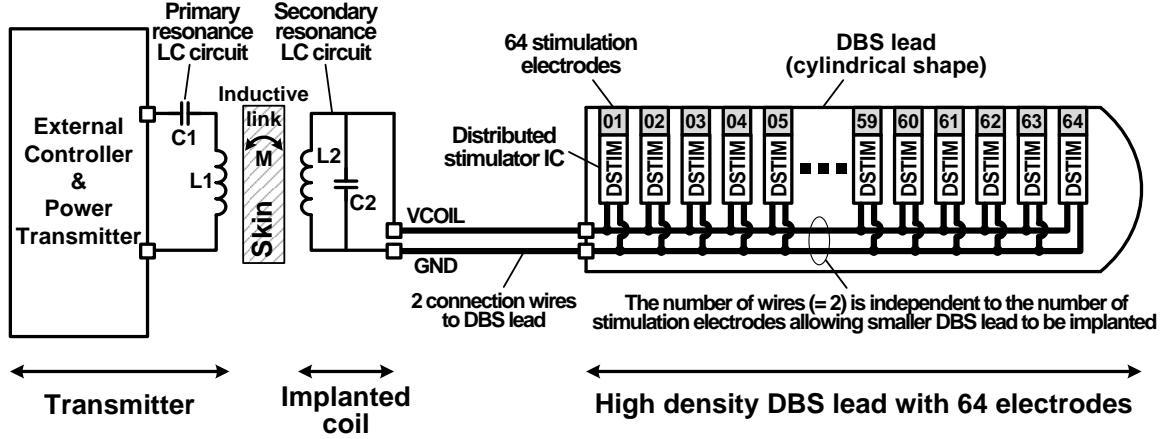 Primary
resonance
LC circuit
Secondary
resonance
LC circuit
64 stimulation
electrodes
DBS lead
(cylindrical shape)
External
Controller
&
Power
Transmitter
C1
L1
Inductive
link
M
Skin
L2
C2
Distributed
stimulator IC
01 02 03 04 05 59 60 61 62 63 64
DSTIM DSTIM DSTIM DSTIM DSTIM DSTIM DSTIM DSTIM DSTIM DSTIM DSTIM
VCOIL
GND
2 connection wires
to DBS lead
The number of wires (= 2) is independent to the number of
stimulation electrodes allowing smaller DBS lead to be implanted
Transmitter
Implanted
coil
High density DBS lead with 64 electrodes